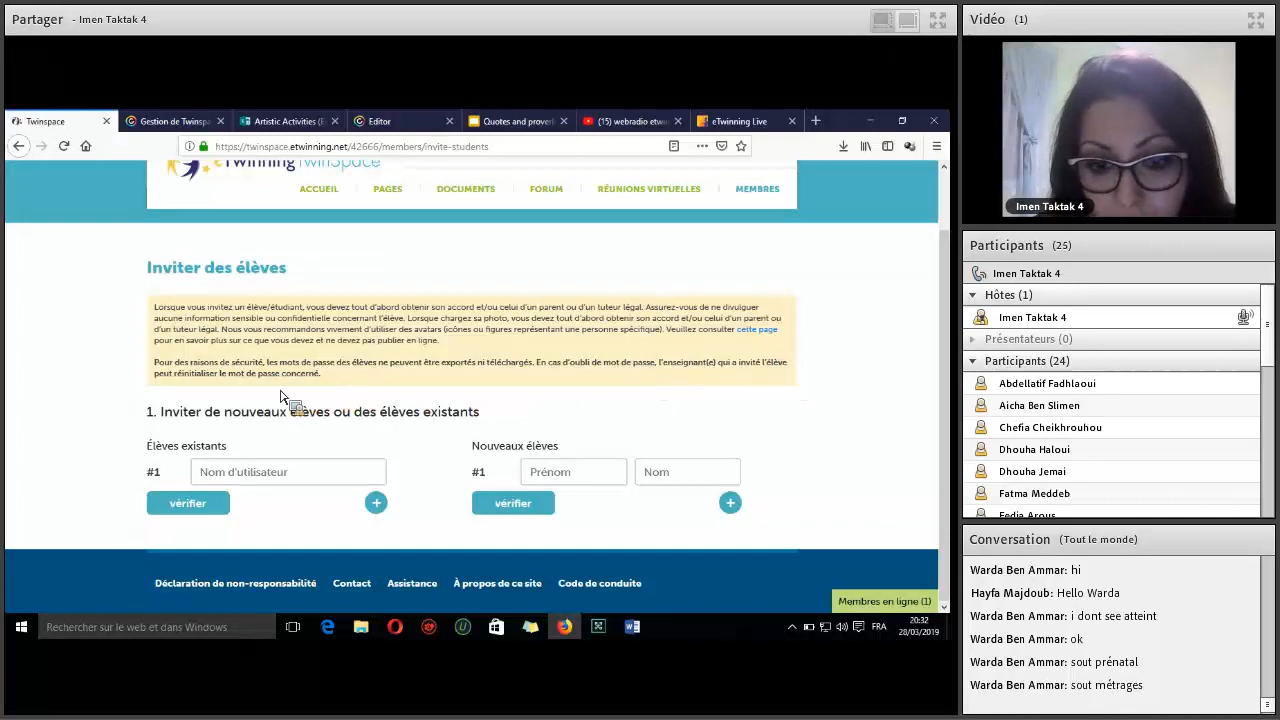 Partager - Imen Taktak 4
Twinspace
Gestion de Twinspa
Artistic Activities (E
Editor
Quotes and prover
(15) webradio etwi
eTwinning Live
https://twinspace.etwinning.net/42666/members/invite-students
eTwinning TwinSpace
ACCUEIL
PAGES
DOCUMENTS
FORUM
RÉUNIONS VIRTUELLES
MEMBRES
Inviter des élèves
Lorsque vous invitez un élève/étudiant, vous devez tout d'abord obtenir son accord et/ou celui d'un parent ou d'un tuteur légal. Assurez-vous de ne divulguer
aucune information sensible ou confidentielle concernant l'élève. Lorsque chargez sa photo, vous devez tout d'abord obtenir son accord et/ou celui d'un parent ou
d'un tuteur légal. Nous vous recommandons vivement d'utiliser des avatars (icônes ou figures représentant une personne spécifique). Veuillez consulter cette page
pour en savoir plus sur ce que vous devez et ne devez pas publier en ligne.
Pour des raisons de sécurité, les mots de passe des élèves ne peuvent être exportés ni téléchargés. En cas d'oubli de mot de passe, l'enseignant(e) qui a invité l'élève
peut réinitialiser le mot de passe concerné.
1. Inviter de nouveaux élèves ou des élèves existants
Élèves existants
#1
Nom d'utilisateur
vérifier
+
Nouveaux élèves
#1
Prénom
Nom
vérifier
+
Déclaration de non-responsabilité
Contact
Assistance
À propos de ce site
Code de conduite
Membres en ligne (1)
Rechercher sur le web et dans Windows
FRA
20:32
28/03/2019
Vidéo (1)
Imen Taktak 4
Participants (25)
Imen Taktak 4
Hôtes (1)
Imen Taktak 4
Présentateurs (0)
Participants (24)
Abdellatif Fadhlaoui
Aicha Ben Slimen
Chefia Cheikhrouhou
Dhouha Haloui
Dhouha Jemai
Fatma Meddeb
Fedia Arous
Conversation (Tout le monde)
Warda Ben Ammar: hi
Hayfa Majdoub: Hello Warda
Warda Ben Ammar: i dont see atteint
Warda Ben Ammar: ok
Warda Ben Ammar: sout prénatal
Warda Ben Ammar: sout métrages